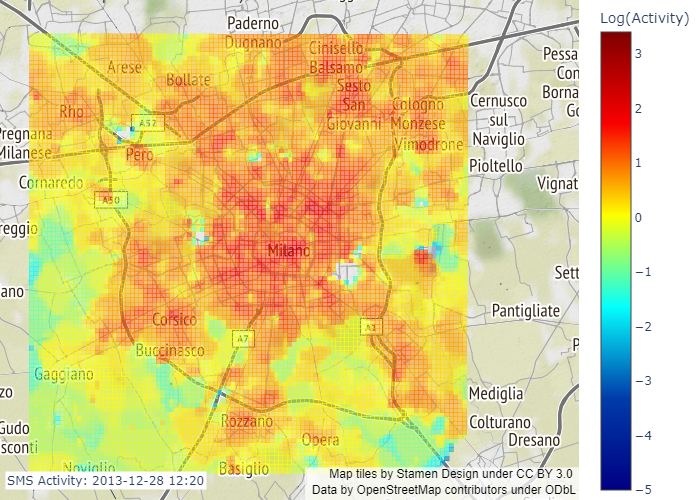 Paderno
Dugnano
Cinisello
Balsamo
Arese
Bollate
Sesto
San
Giovanni
Cologno
Monzese
Rho
A52
Pessa
Con
Borna
Go
Cernusco
sul
Naviglio
Pregnana
Milanese
Pero
Vimodrone
Pioltello
Cornaredo
A50
Vignat
reggio
Milano
Sett
ano
Pantigliate
Corsico
A7
A1
Buccinasco
P
Gaggiano
zo
Mediglia
Rozzano
Colturano
Gudo
sconti
Opera
Dresano
Noviglio
Basiglio
SMS Activity: 2013-12-28 12:20
Map tiles by Stamen Design under CC BY 3.0
Data by OpenStreetMap contributors under ODbL
Log(Activity)
3
2
1
0
−1
−2
−3
−4
−5